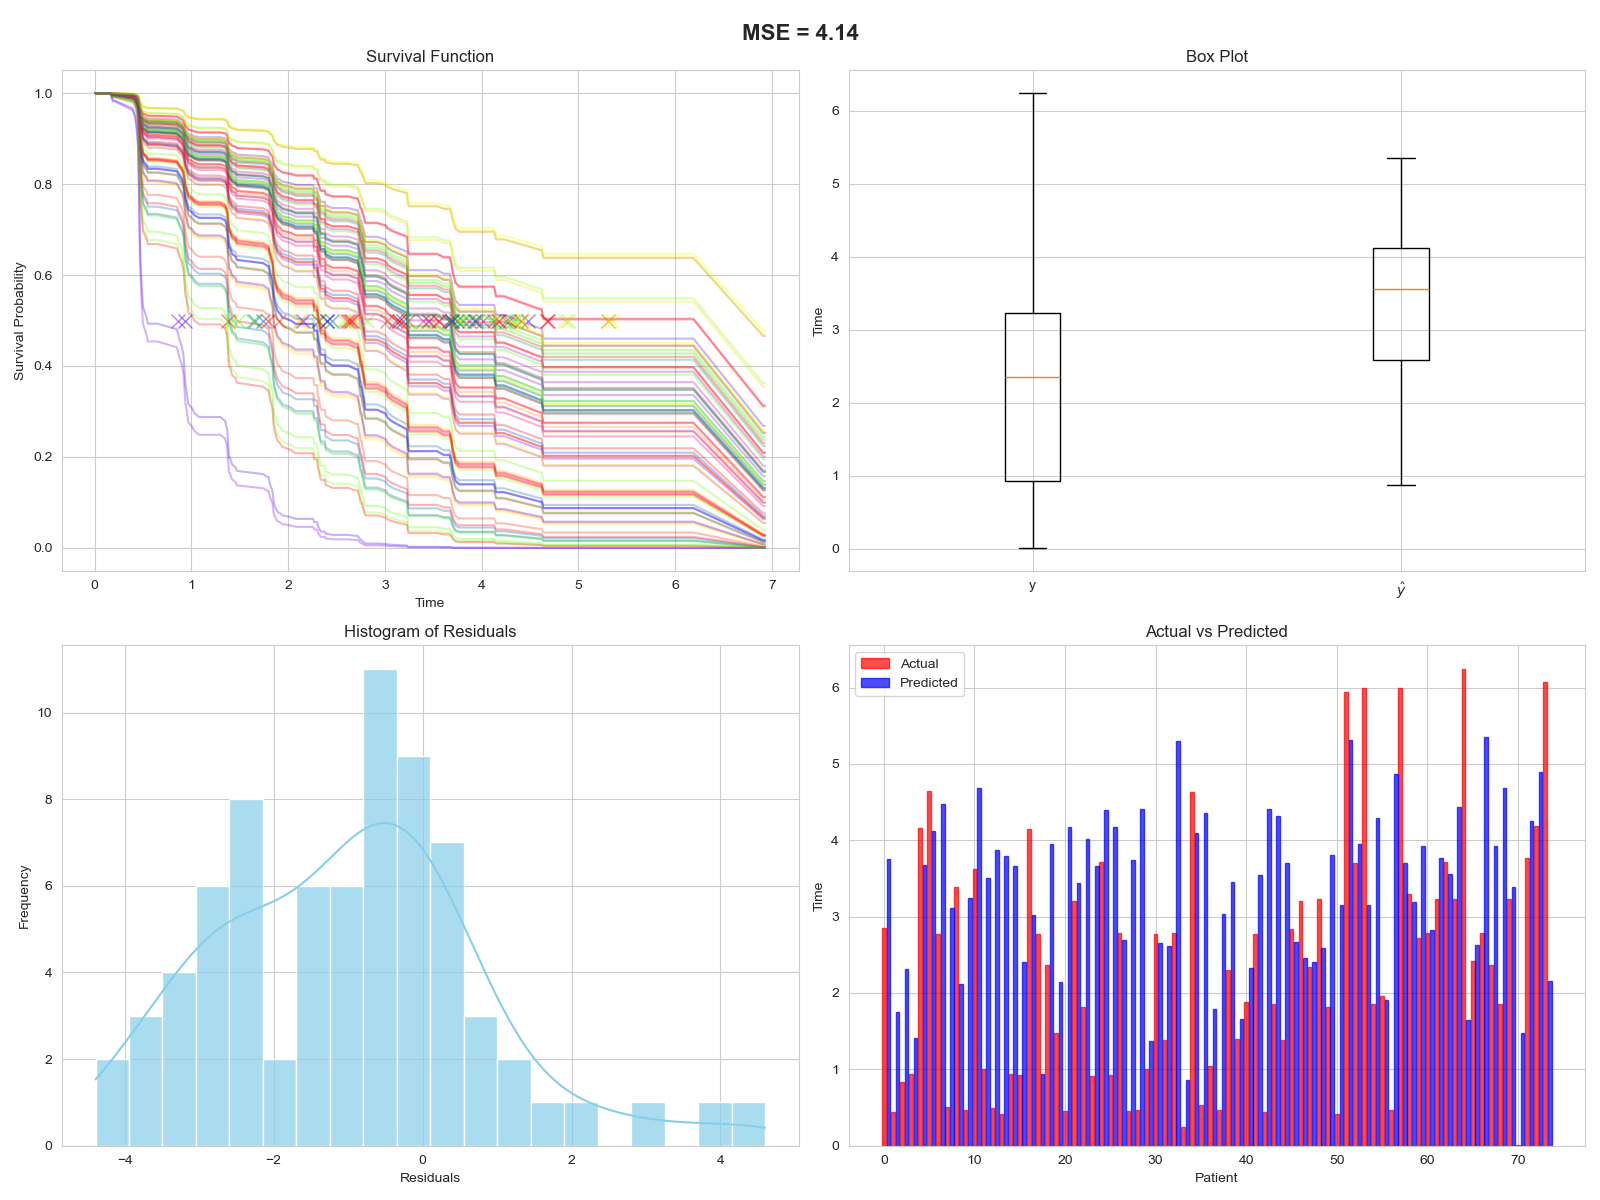 MSE = 4.14
Survival Function
Survival Probability
1.0
0.8
0.6
0.4
0.2
0.0
0 1 2 3 4 5 6 7
Time
Box Plot
Time
6
5
4
3
2
1
0
y ŷ
Histogram of Residuals
Frequency
10
8
6
4
2
0
−4 −2 0 2 4
Residuals
Actual vs Predicted
Actual
Predicted
Time
6
5
4
3
2
1
0
0 10 20 30 40 50 60 70
Patient